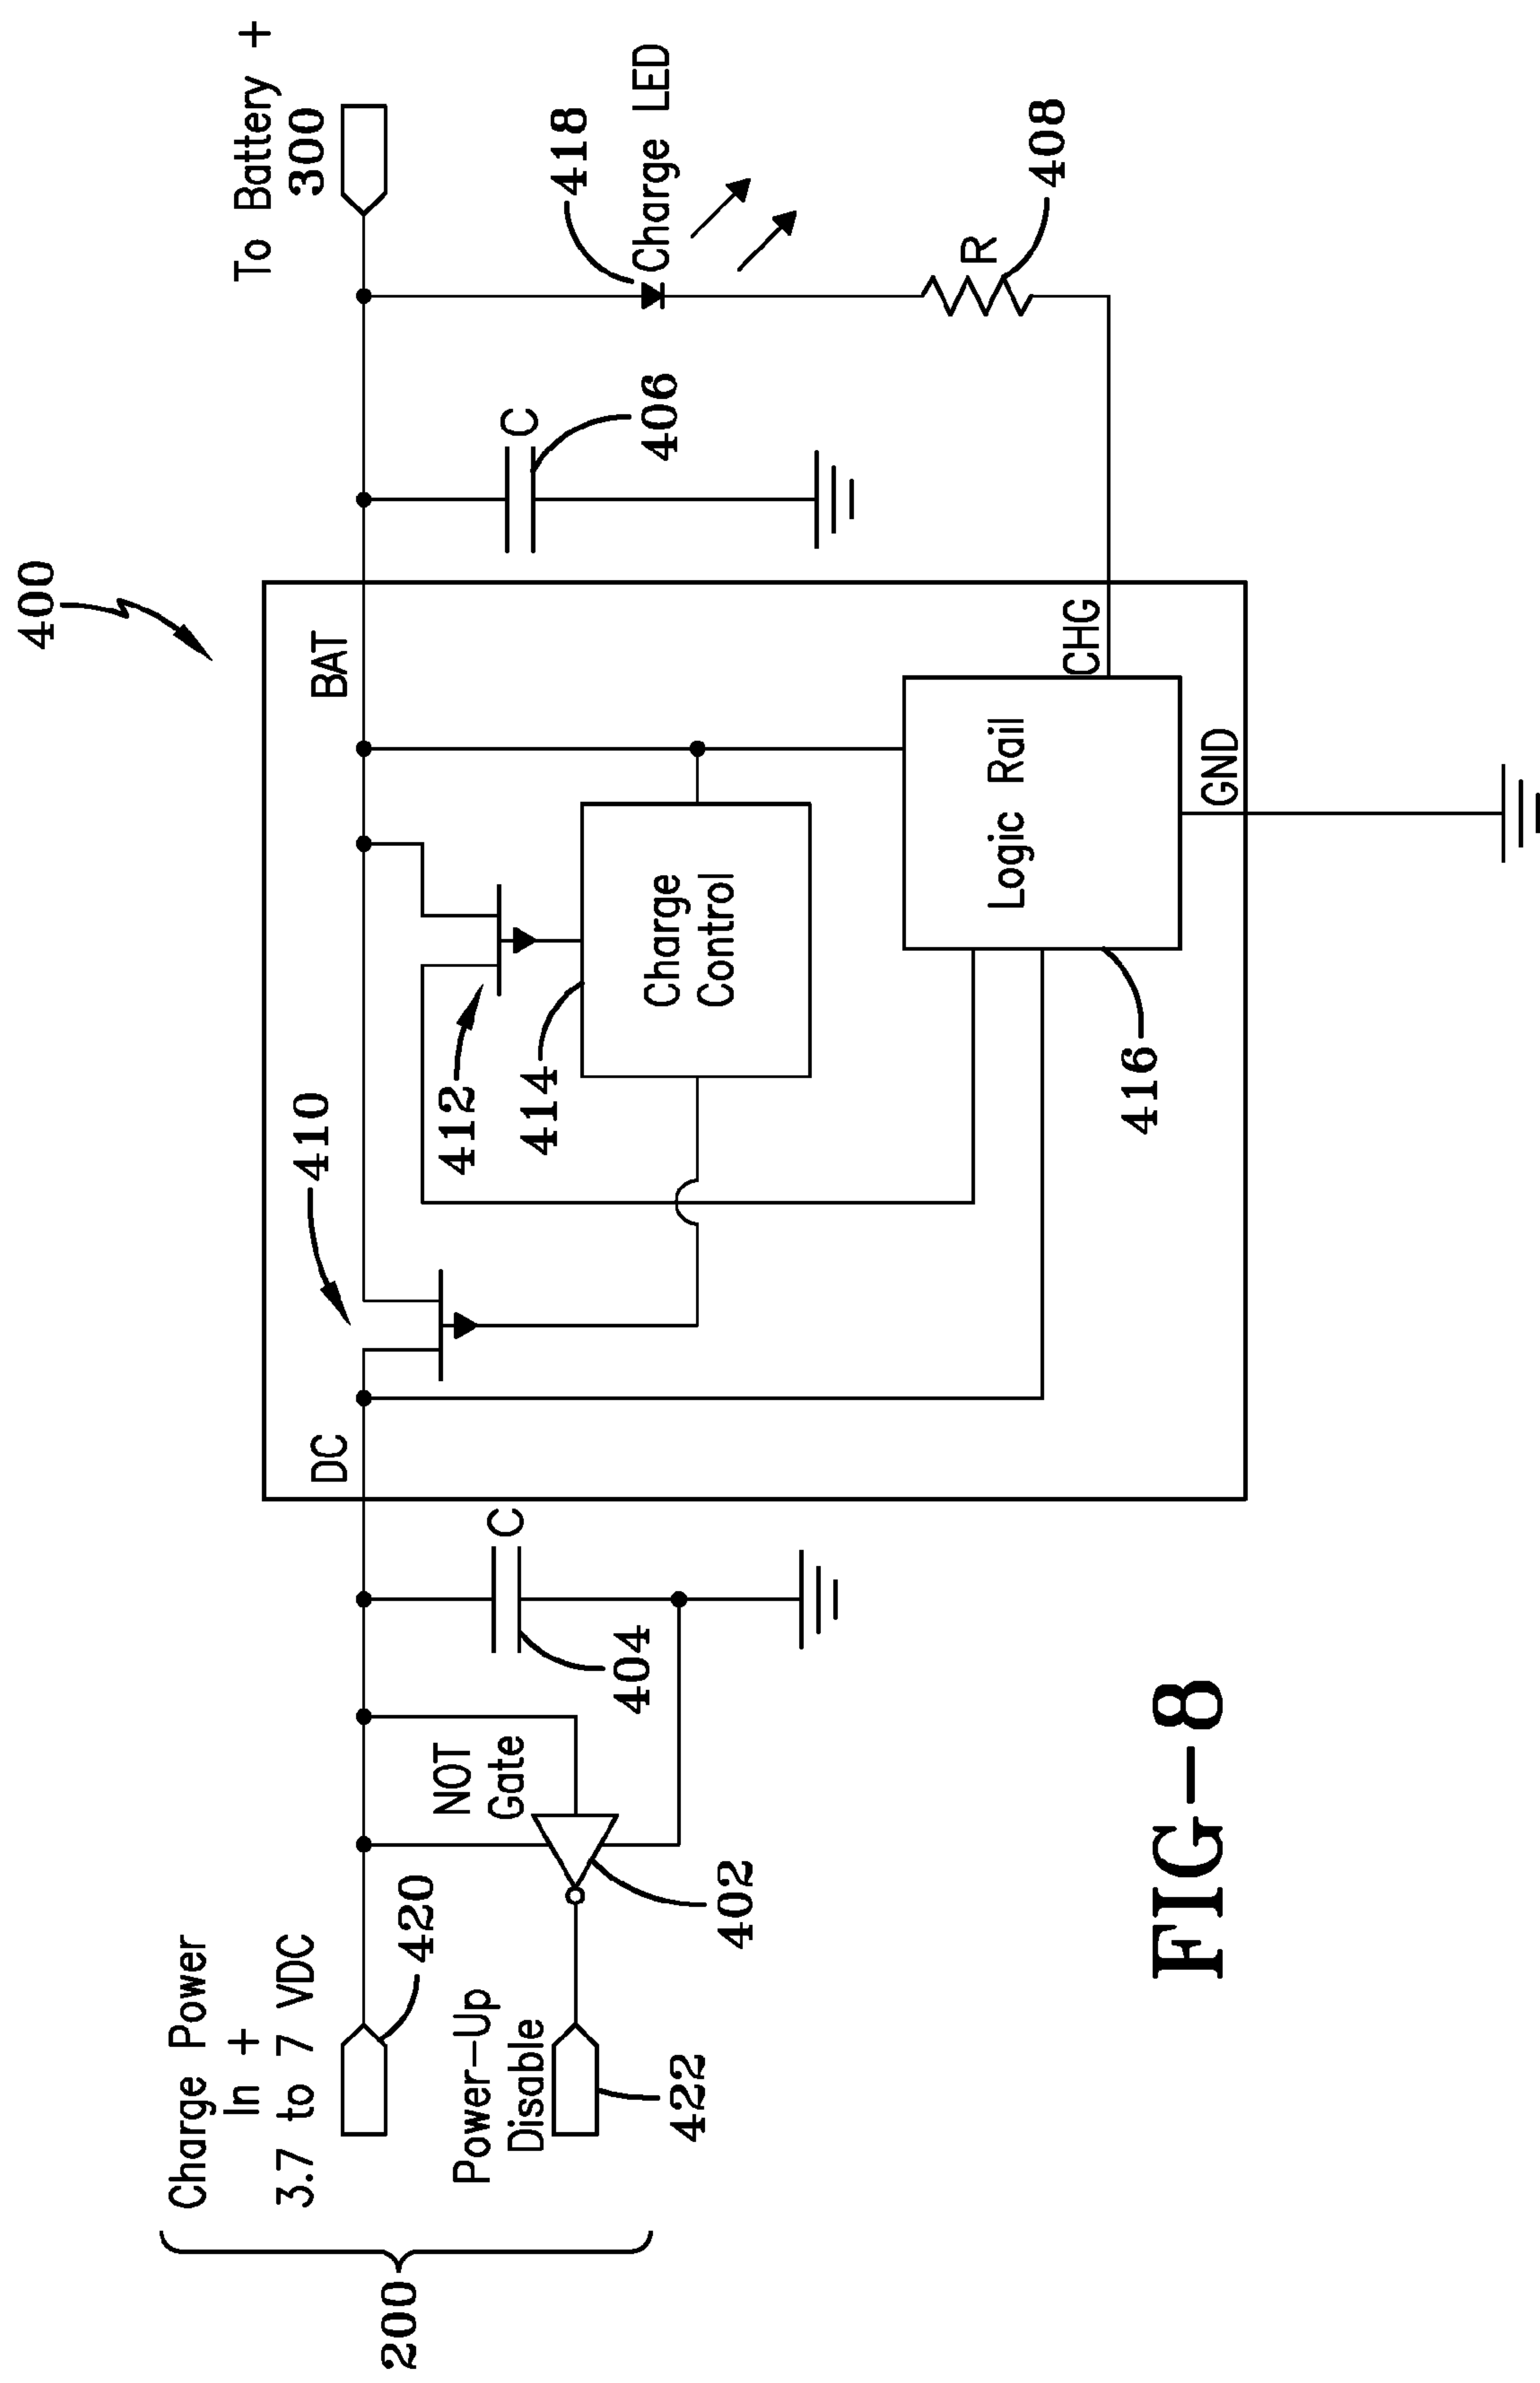 400
Charge Power
In +
3.7 to 7 VDC
200
420
Power-Up
Disable
422
NOT
Gate
402
C
404
DC
410
BAT
412
414
Charge
Control
Logic Rail
416
CHG
GND
C
406
To Battery +
300
418
Charge LED
R
408
FIG-8